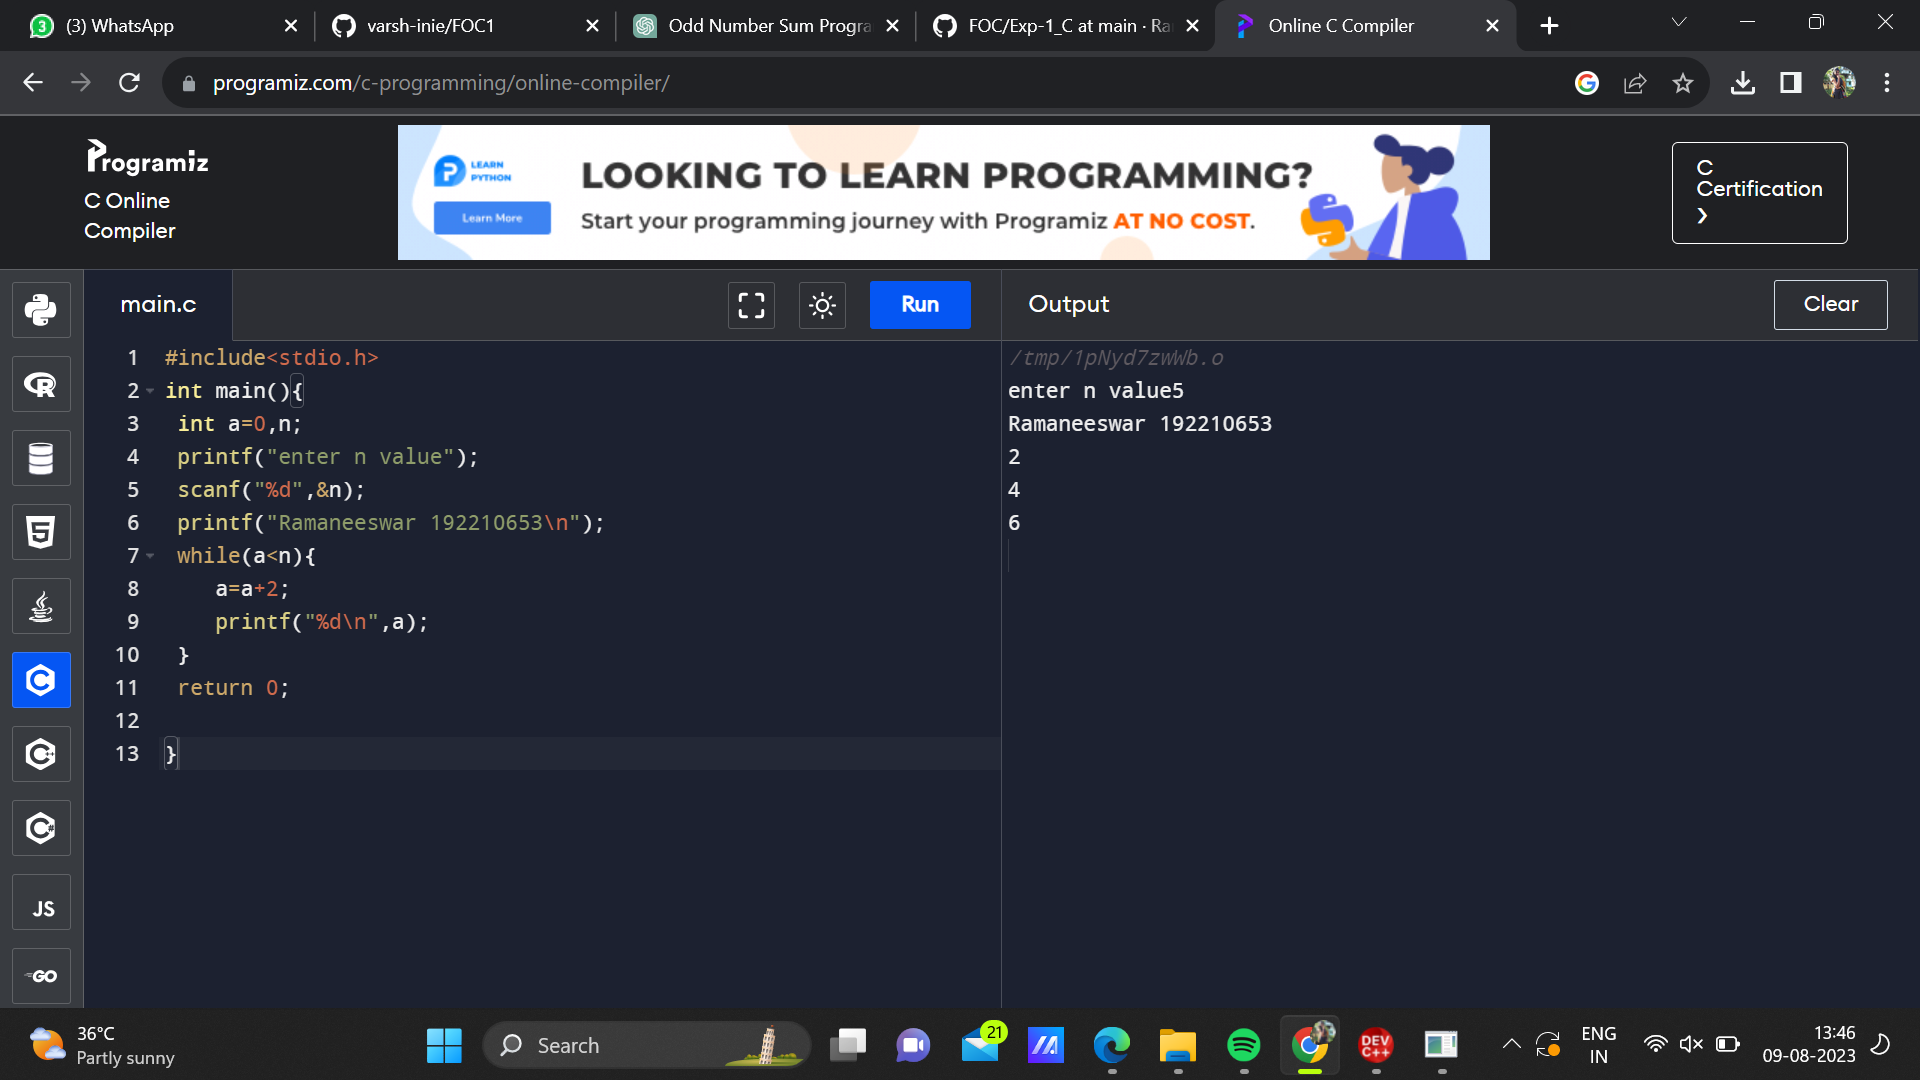 (3) WhatsApp
varsh-inie/FOC1
Odd Number Sum Progra
FOC/Exp-1_C at main · Ra
Online C Compiler
programiz.com/c-programming/online-compiler/
Programiz
C Online
Compiler
LEARN
PYTHON
Learn More
LOOKING TO LEARN PROGRAMMING?
Start your programming journey with Programiz AT NO COST.
C
Certification
main.c
Run
Output
Clear
1 #include<stdio.h>
2 int main(){
3 int a=0,n;
4 printf("enter n value");
5 scanf("%d",&n);
6 printf("Ramaneeswar 192210653\n");
7 while(a<n){
8 a=a+2;
9 printf("%d\n",a);
10 }
11 return 0;
12
13 }
/tmp/1pNyd7zwWb.o
enter n value5
Ramaneeswar 192210653
2
4
6
JS
GO
36°C
Partly sunny
Search
21
DEV
C++
ENG
IN
13:46
09-08-2023